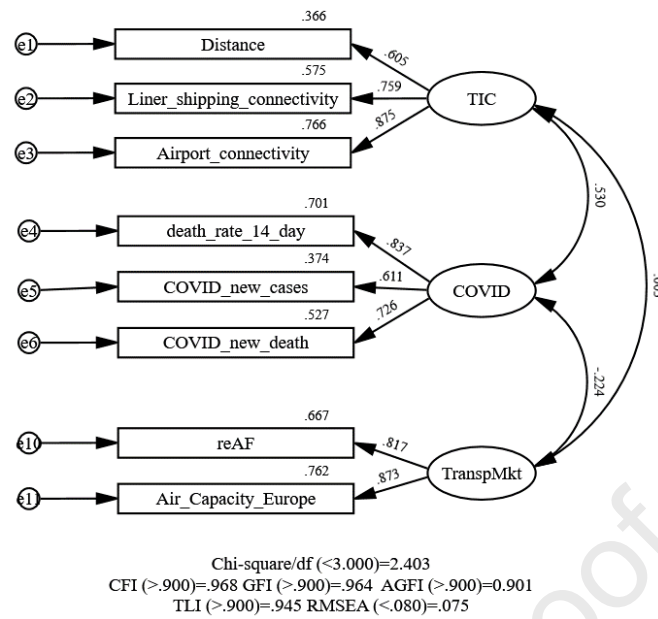 .366
e1 Distance
.605
.575
e2 Liner_shipping_connectivity
.759
TIC
.766
.875
e3 Airport_connectivity
.530
.701
e4 death_rate_14_day
.837
.374
e5 COVID_new_cases
.611
COVID
.527
.726
e6 COVID_new_death
-.224
.667
e10 reAF
.817
TranspMkt
.762
.873
e11 Air_Capacity_Europe
Chi-square/df (<3.000)=2.403
CFI (>.900)=.968 GFI (>.900)=.964 AGFI (>.900)=0.901
TLI (>.900)=.945 RMSEA (<.080)=.075